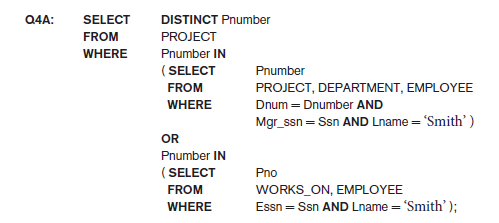 Q4A: SELECT DISTINCT Pnumber
FROM PROJECT
WHERE Pnumber IN
( SELECT Pnumber
FROM PROJECT, DEPARTMENT, EMPLOYEE
WHERE Dnum = Dnumber AND
Mgr_ssn = Ssn AND Lname = ‘Smith’ )
OR
Pnumber IN
( SELECT Pno
FROM WORKS_ON, EMPLOYEE
WHERE Essn = Ssn AND Lname = ‘Smith’ );